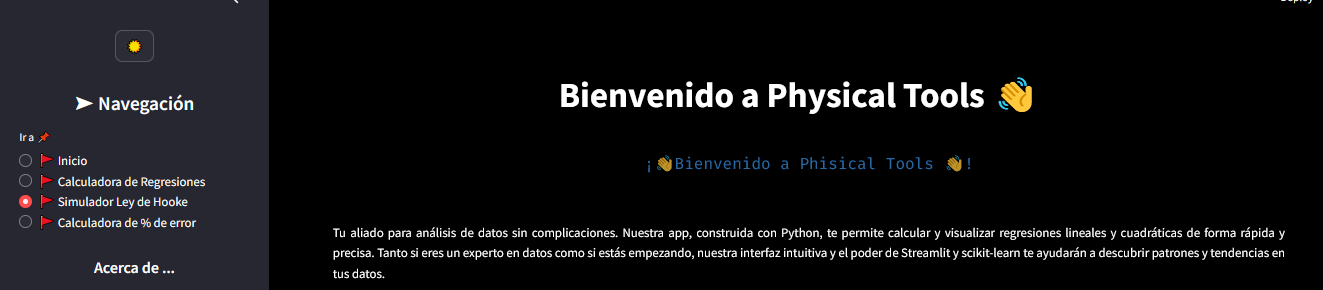 Navegación
Ir a
Inicio
Calculadora de Regresiones
Simulador Ley de Hooke
Calculadora de % de error
Acerca de ...
Bienvenido a Physical Tools 👋
¡👋Bienvenido a Phisical Tools 👋!
Tu aliado para análisis de datos sin complicaciones. Nuestra app, construida con Python, te permite calcular y visualizar regresiones lineales y cuadráticas de forma rápida y
precisa. Tanto si eres un experto en datos como si estás empezando, nuestra interfaz intuitiva y el poder de Streamlit y scikit-learn te ayudarán a descubrir patrones y tendencias en
tus datos.